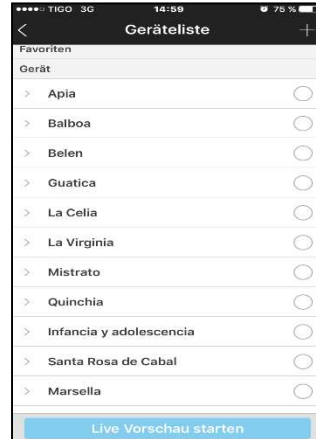 TIGO 3G 14:59 75 %
Geräteliste
Favoriten
Gerät
Apia
Balboa
Belen
Guatica
La Celia
La Virginia
Mistrato
Quinchia
Infancia y adolescencia
Santa Rosa de Cabal
Marsella
Live Vorschau starten